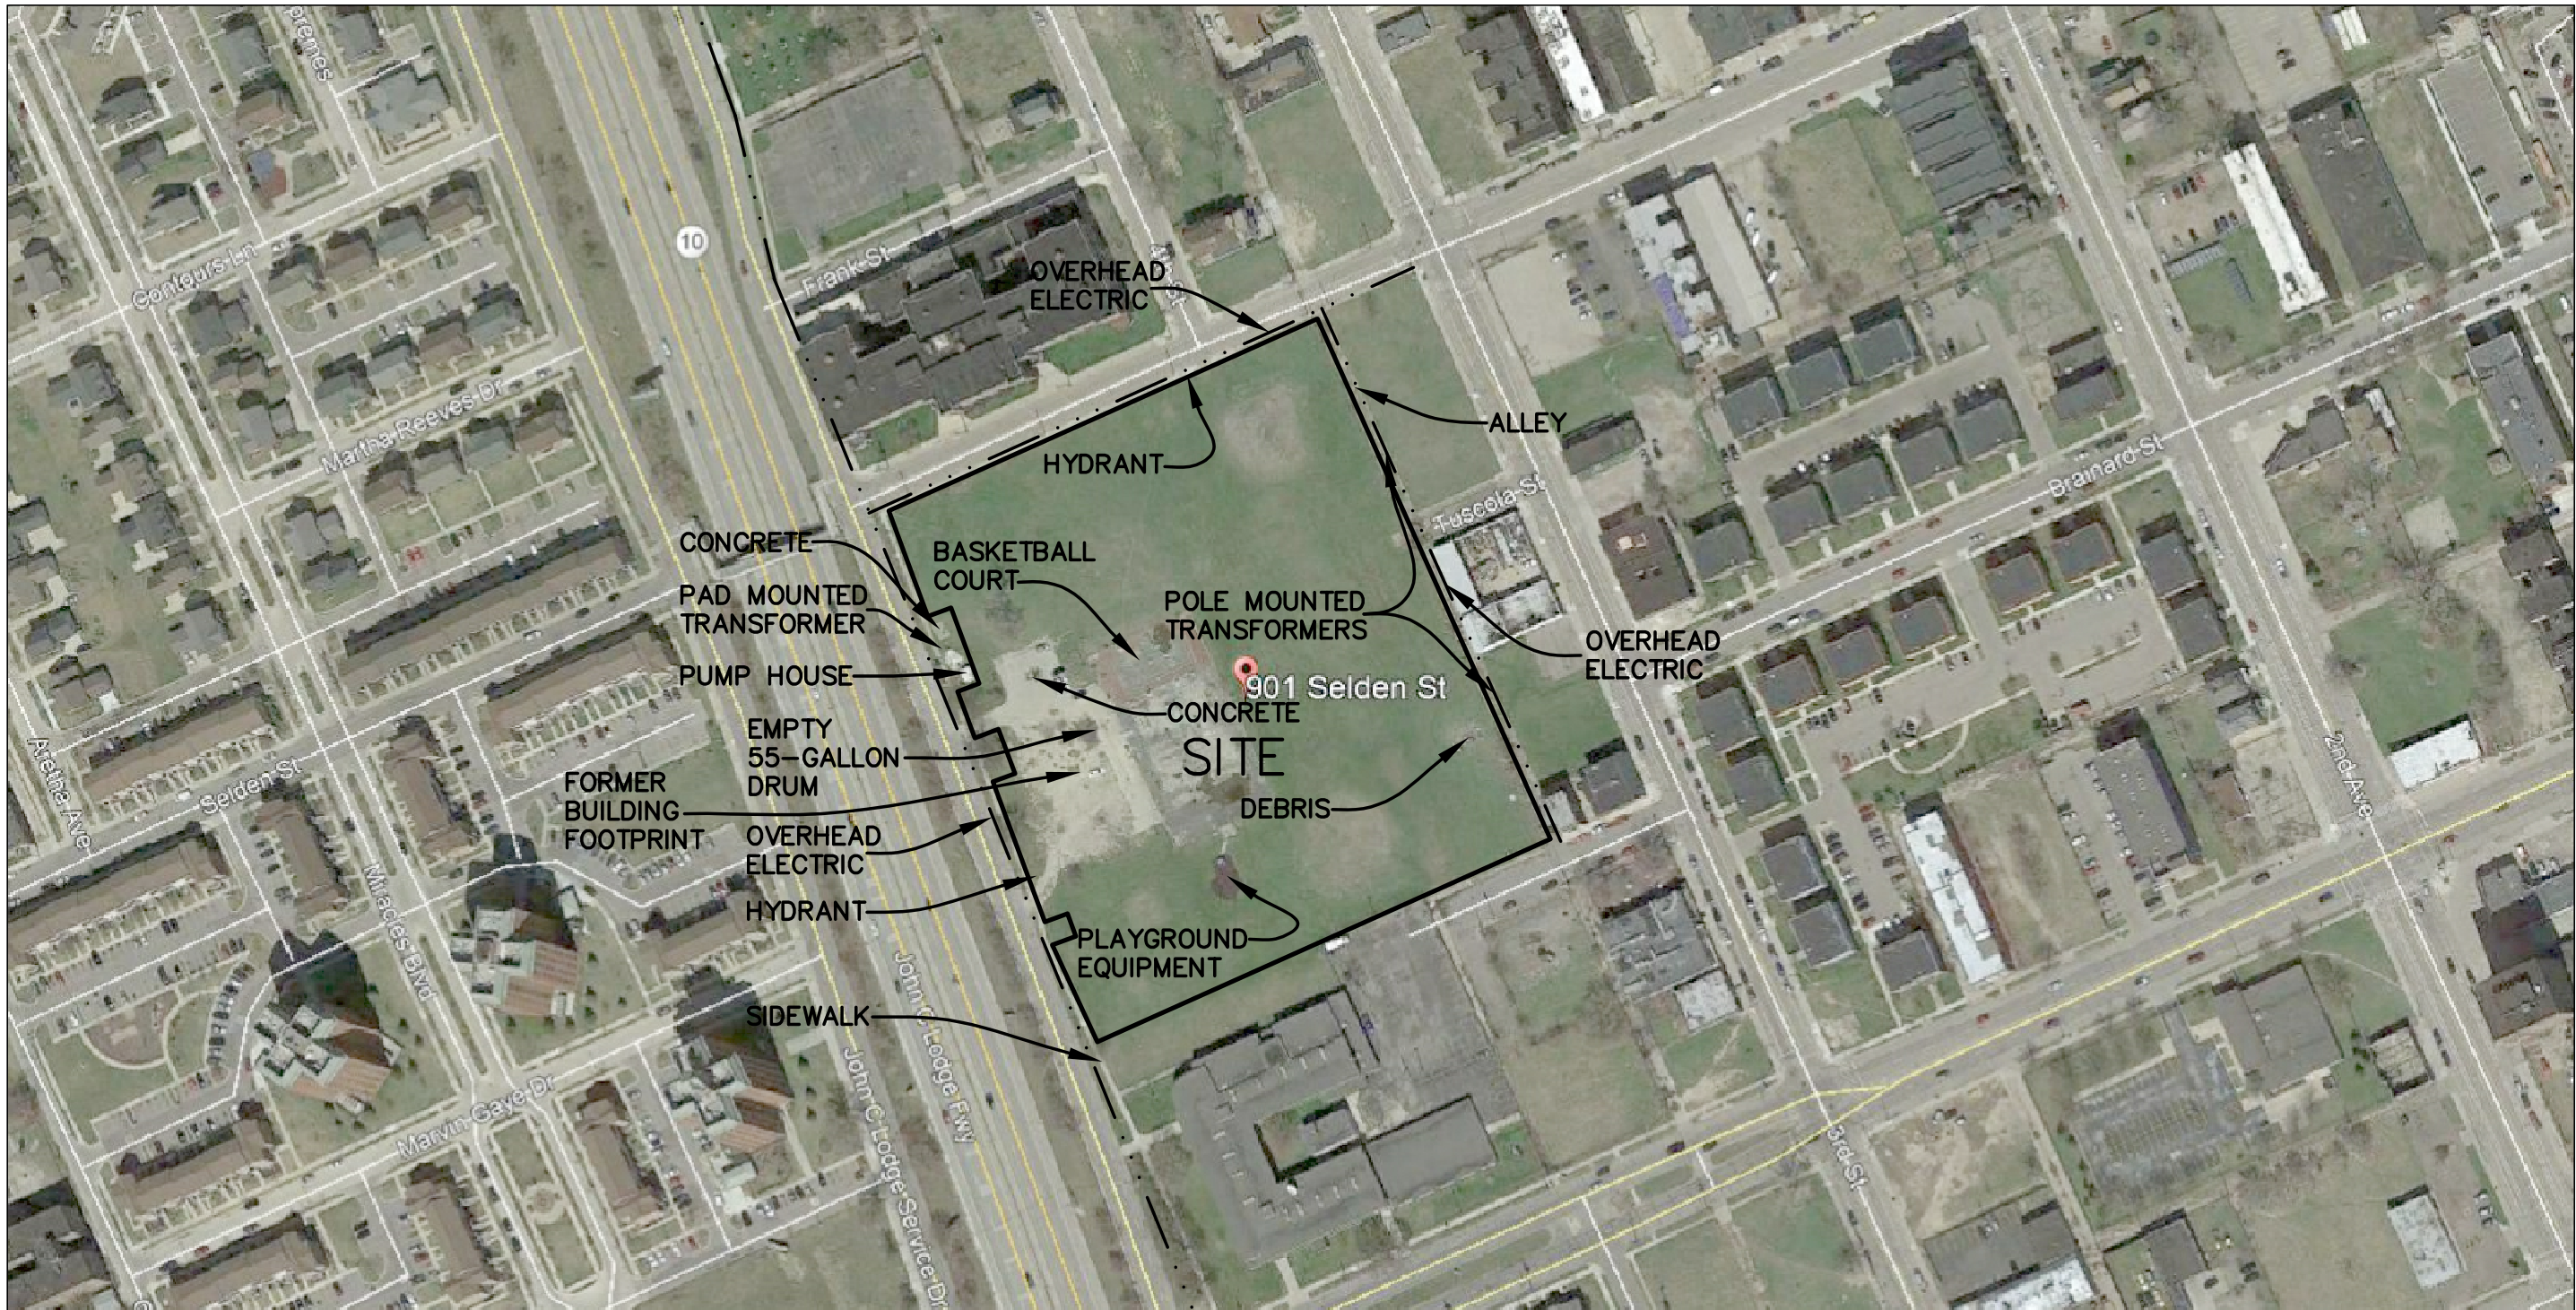 premes
10
Contours Ln
Frank St
OVERHEAD
ELECTRIC
Martha Reeves Dr
ALLEY
HYDRANT
Brainard St
Tuscola St
CONCRETE
BASKETBALL
COURT
PAD MOUNTED
TRANSFORMER
POLE MOUNTED
TRANSFORMERS
OVERHEAD
ELECTRIC
PUMP HOUSE
901 Selden St
CONCRETE
EMPTY
55-GALLON
DRUM
SITE
FORMER
BUILDING
FOOTPRINT
Aretha Ave
Selden St
2nd Ave
DEBRIS
OVERHEAD
ELECTRIC
HYDRANT
Miracles Blvd
PLAYGROUND
EQUIPMENT
SIDEWALK
John C Lodge Fwy
John C Lodge Service Dr
Marvin Gaye Dr
3rd St